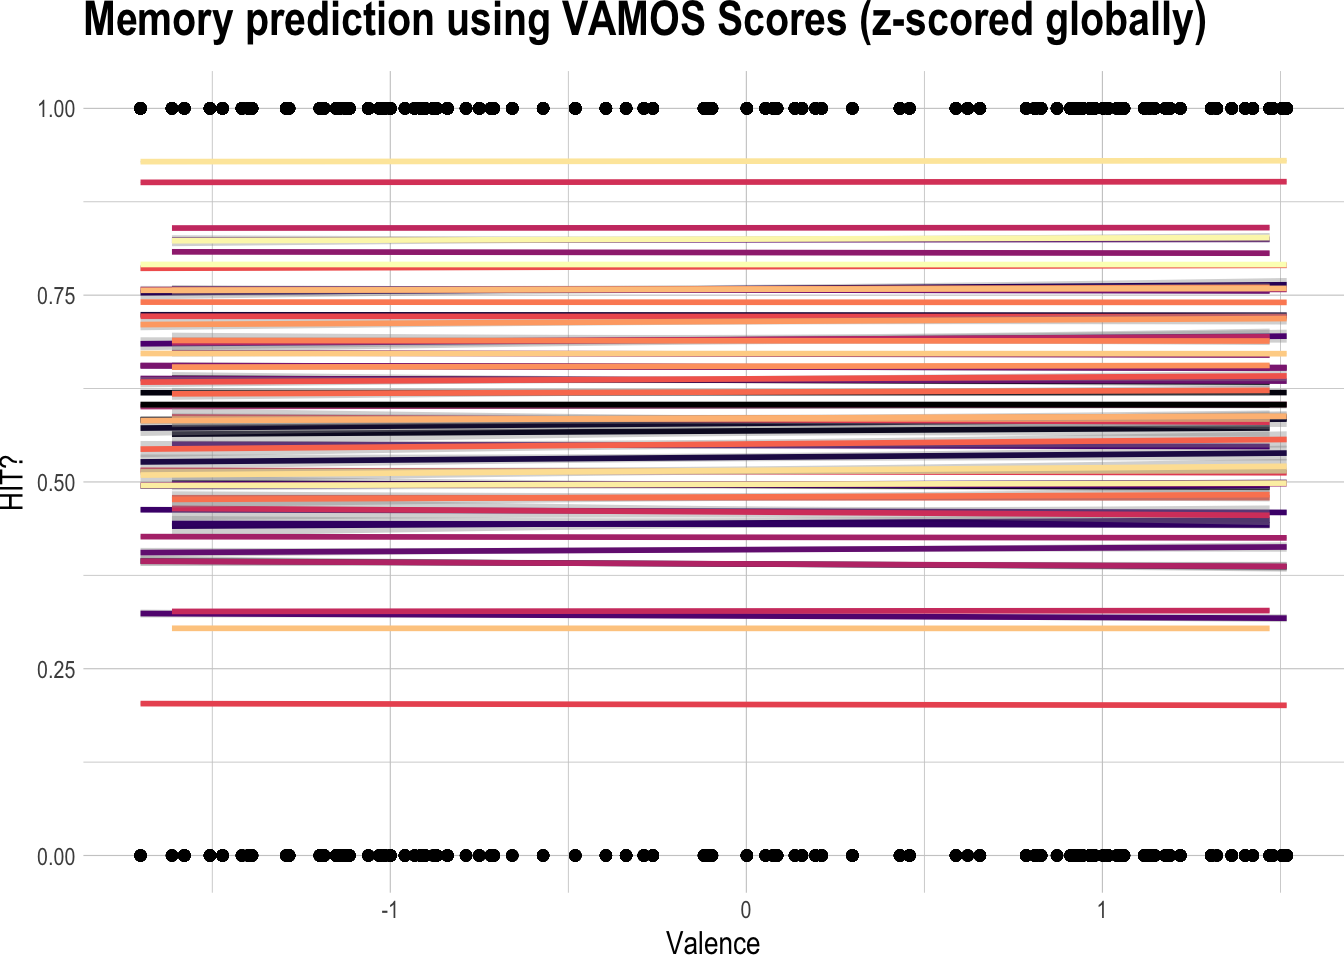 Memory prediction using VAMOS Scores (z-scored globally)
1.00
0.75
0.50
0.25
0.00
HIT?
-1 0 1
Valence